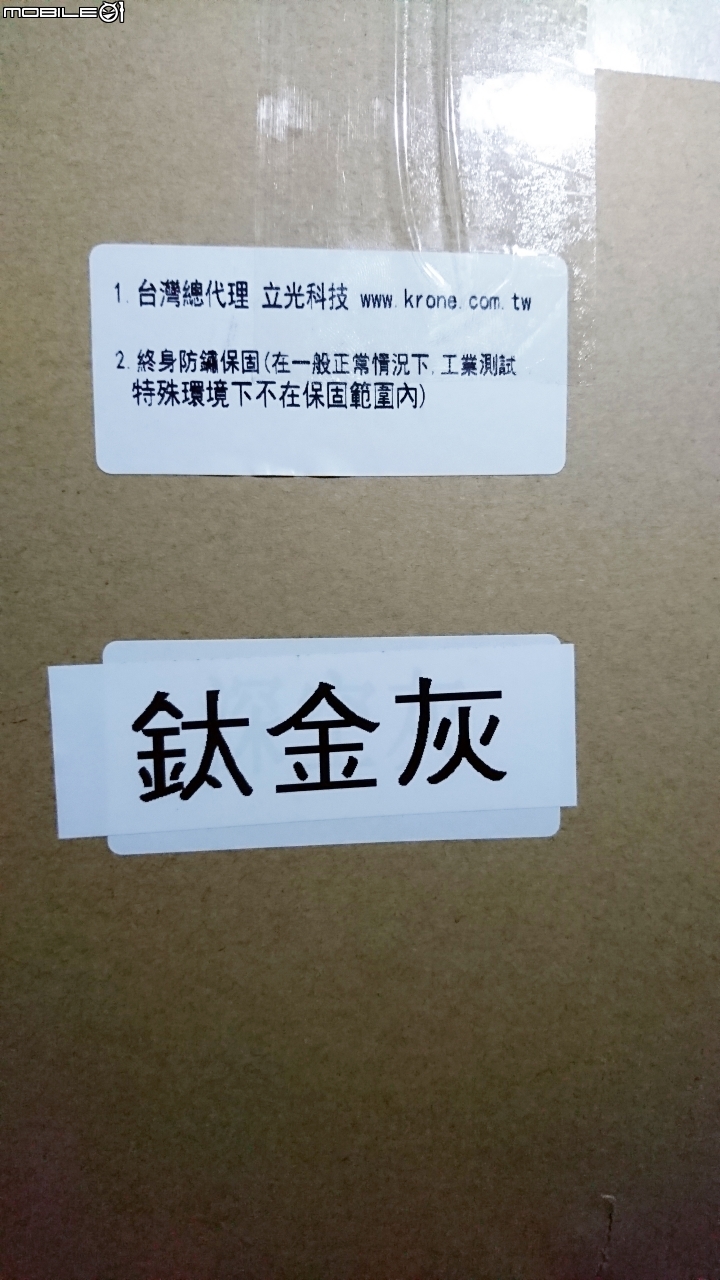 MOBILE01
1. 台灣總代理 立光科技 www.krone.com.tw
2. 終身防鏽保固(在一般正常情況下,工業測試
特殊環境下不在保固範圍內)
鈦金灰